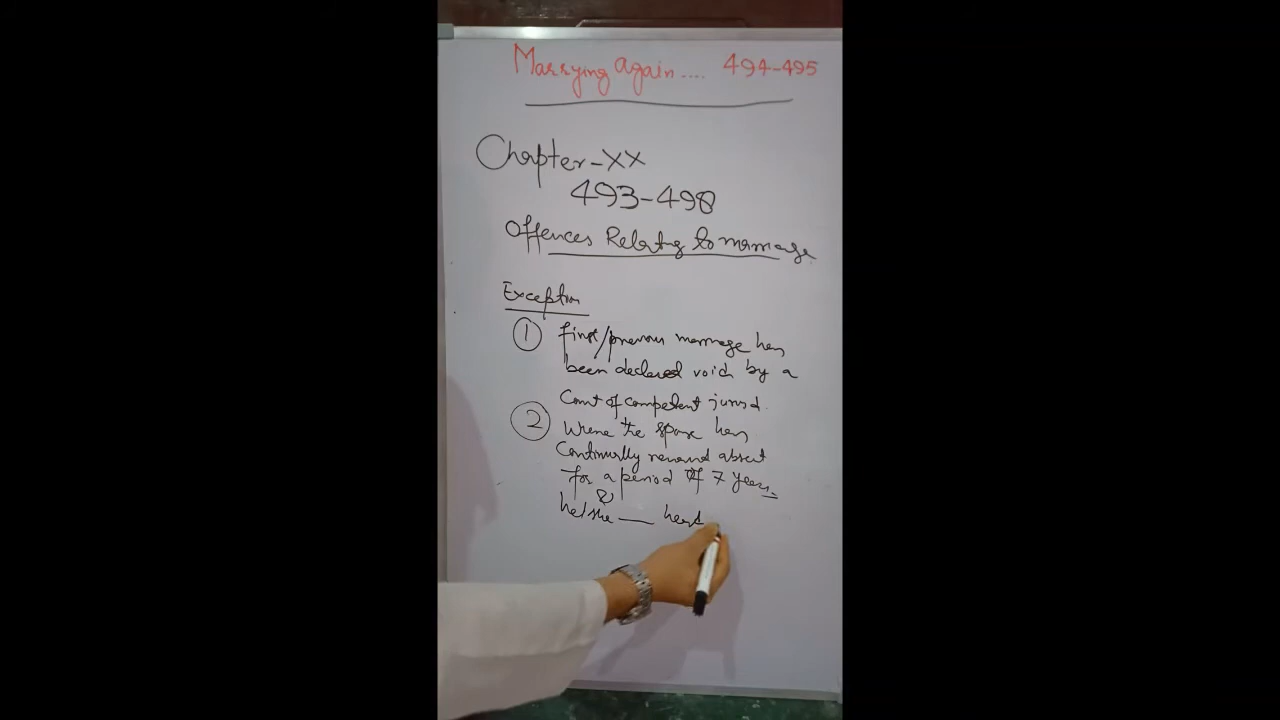 Marrying again.... 494-495
Chapter-XX
493-498
Offences Relating to marriage
Exception
1 first/previous marriage has
been declared void by a
Court of competent jurisd.
2 Where the spouse has
Continually remained absent
for a period of 7 years.
&
he/she — heard